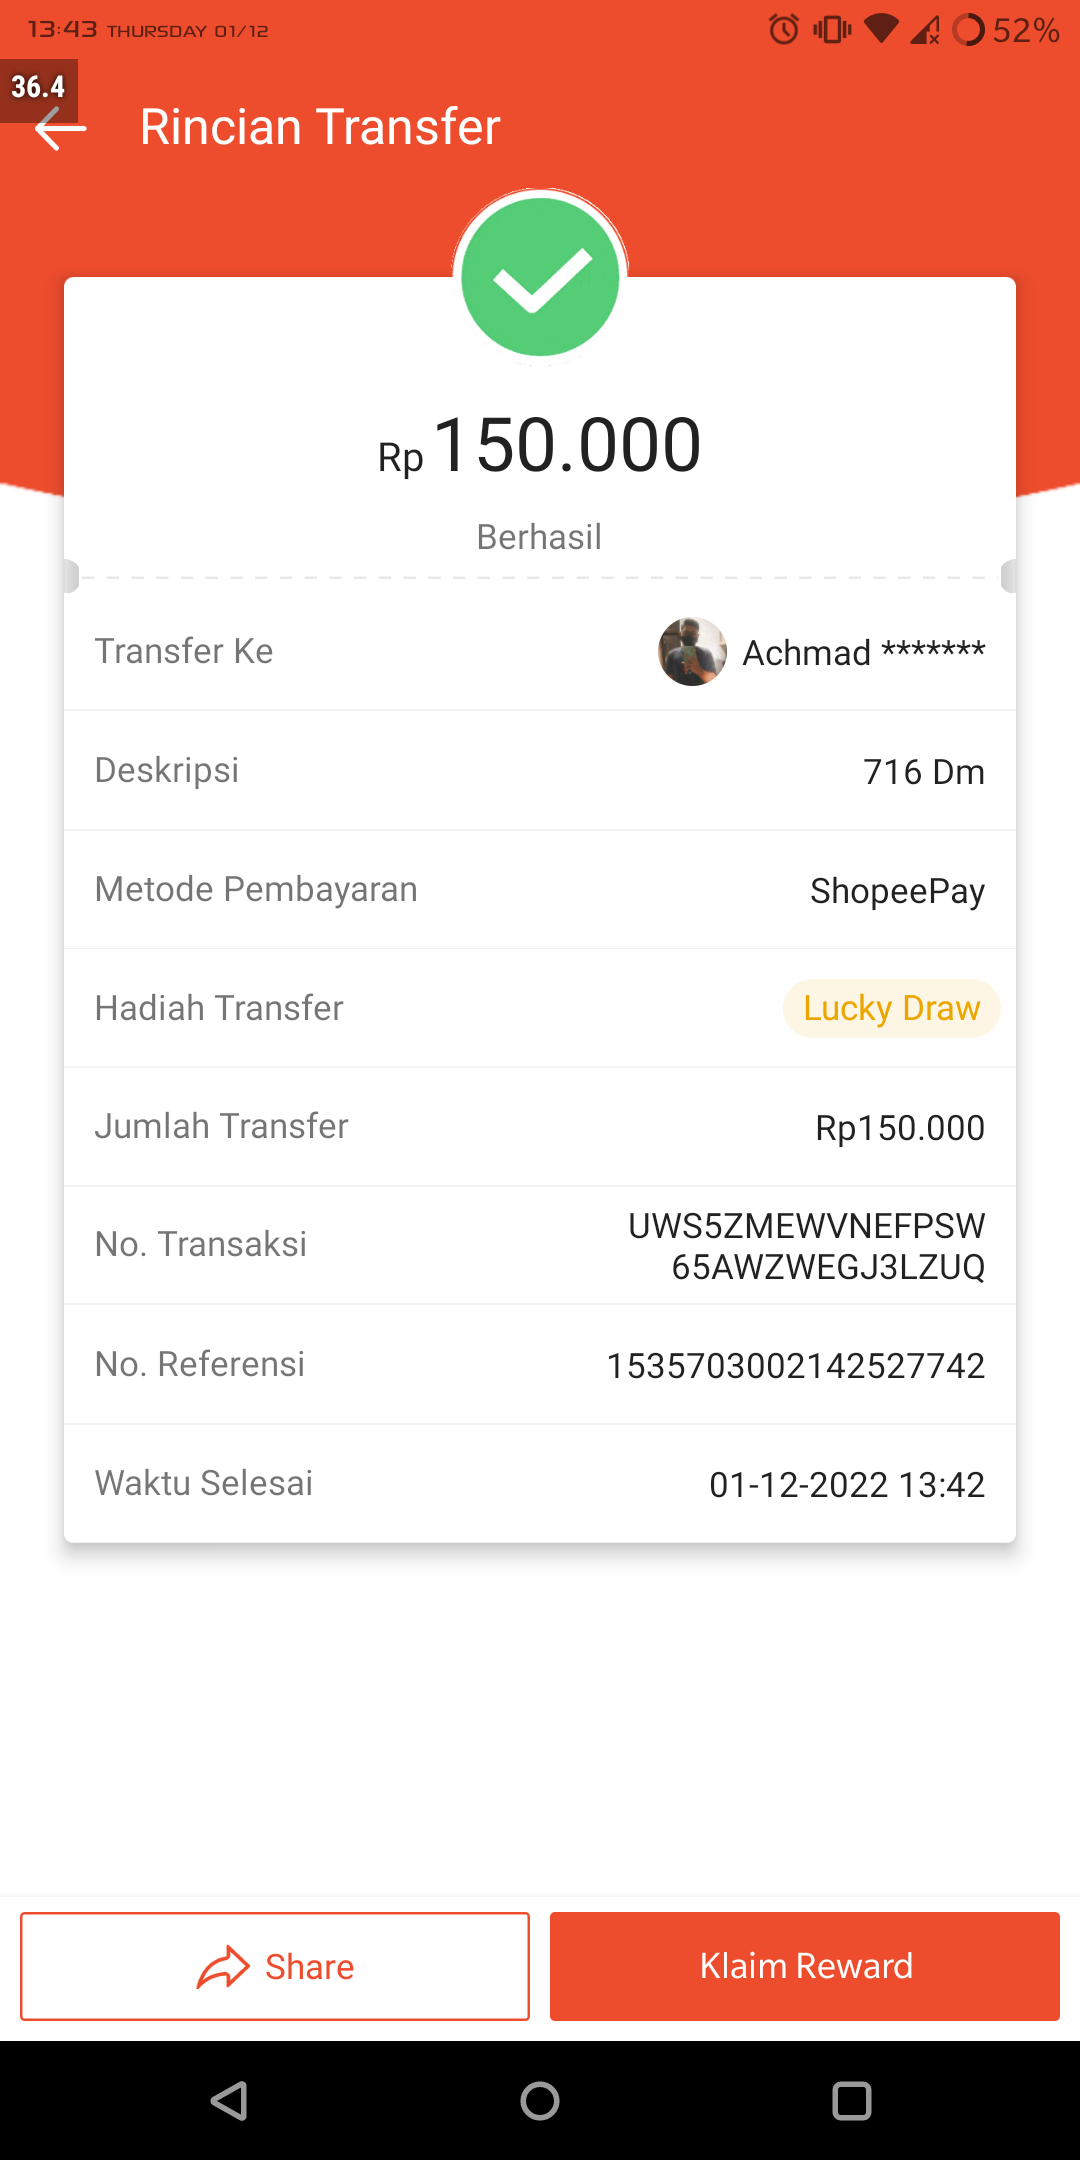 13:43 THURSDAY 01/12
52%
36.4
Rincian Transfer
Rp 150.000
Berhasil
Transfer Ke
Achmad *******
Deskripsi
716 Dm
Metode Pembayaran
ShopeePay
Hadiah Transfer
Lucky Draw
Jumlah Transfer
Rp150.000
No. Transaksi
UWS5ZMEWVNEFPSW
65AWZWEGJ3LZUQ
No. Referensi
1535703002142527742
Waktu Selesai
01-12-2022 13:42
Share
Klaim Reward